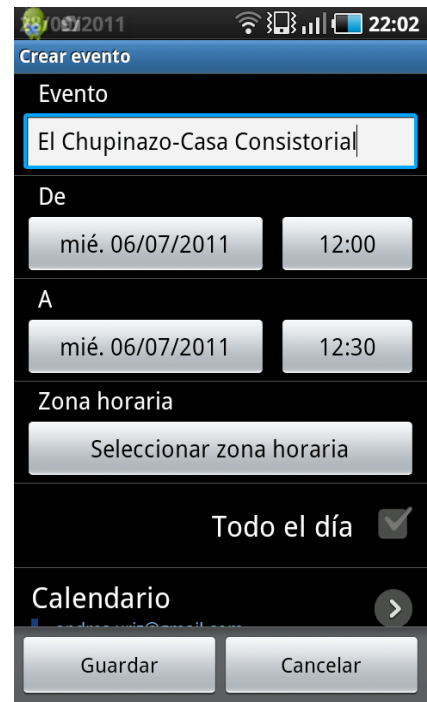 22:02
Crear evento
Evento
El Chupinazo-Casa Consistorial
De
mié. 06/07/2011 12:00
A
mié. 06/07/2011 12:30
Zona horaria
Seleccionar zona horaria
Todo el día
Calendario
Guardar Cancelar